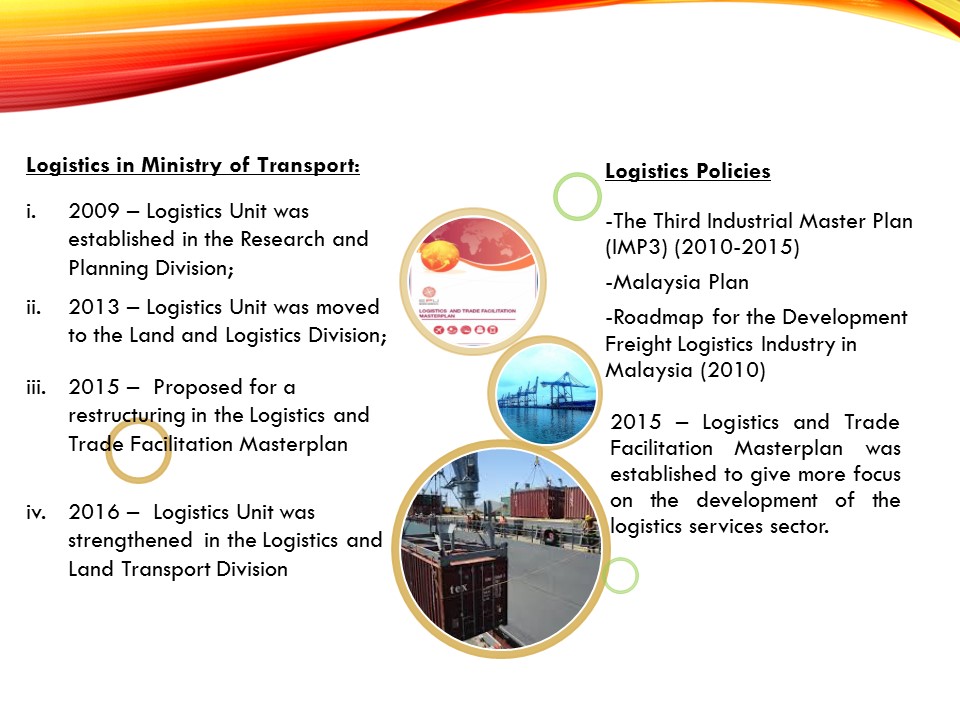 Logistics in Ministry of Transport:
i. 2009 – Logistics Unit was
established in the Research and
Planning Division;
ii. 2013 – Logistics Unit was moved
to the Land and Logistics Division;
iii. 2015 – Proposed for a
restructuring in the Logistics and
Trade Facilitation Masterplan
iv. 2016 – Logistics Unit was
strengthened in the Logistics and
Land Transport Division
LOGISTICS AND TRADE FACILITATION
MASTERPLAN
tex
Logistics Policies
-The Third Industrial Master Plan
(IMP3) (2010-2015)
-Malaysia Plan
-Roadmap for the Development
Freight Logistics Industry in
Malaysia (2010)
2015 – Logistics and Trade
Facilitation Masterplan was
established to give more focus
on the development of the
logistics services sector.